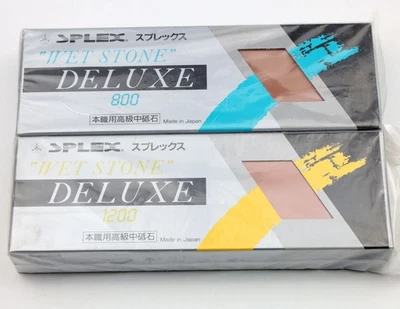 SPLEX スプレックス
"WET STONE"
DELUXE
800
本職用高級中砥石 Made in Japan
SPLEX スプレックス
"WET STONE"
DELUXE
1200
本職用高級中砥石 Made in Japan